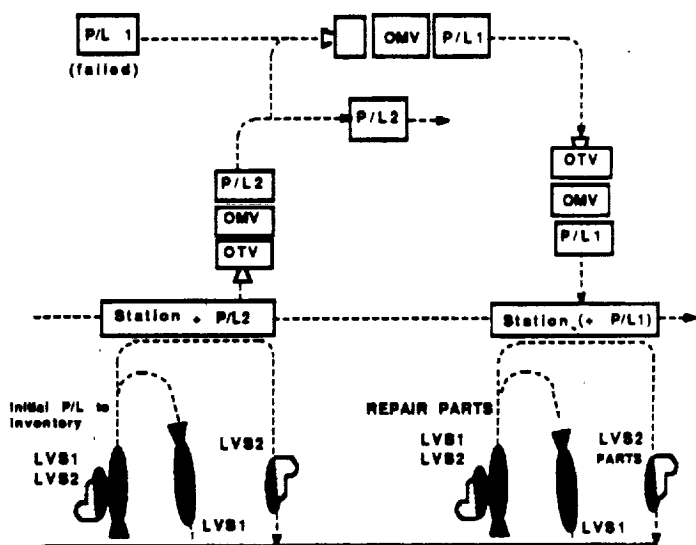 P/L 1
(failed)
OMV
P/L1
P/L2
OTV
OMV
P/L1
P/L2
OMV
OTV
Station + P/L2
Station (+ P/L1)
Initial P/L to
Inventory
LVS1
LVS2
LVS2
LVS1
REPAIR PARTS
LVS1
LVS2
LVS2
PARTS
LVS1